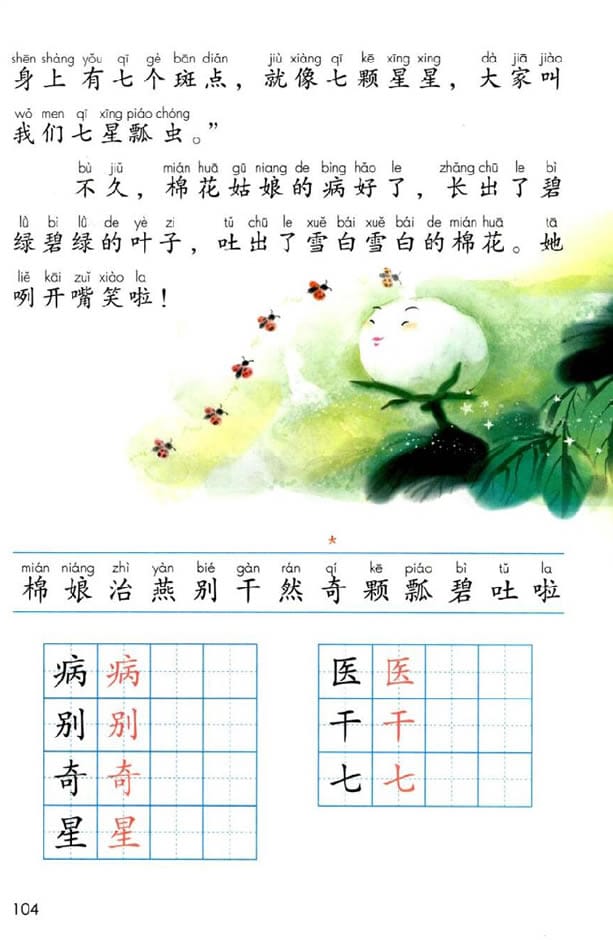 shēn shàng yǒu qī gè bān diǎn jiù xiàng qī kē xīng xing dà jiā jiào
身上有七个斑点，就像七颗星星，大家叫
wǒ men qī xīng piáo chóng
我们七星瓢虫。”
bù jiǔ mián huā gū niang de bìng hǎo le zhǎng chū le bì
不久，棉花姑娘的病好了，长出了碧
lǜ bì lǜ de yè zi tǔ chū le xuě bái xuě bái de mián huā tā
绿碧绿的叶子，吐出了雪白雪白的棉花。她
liě kāi zuǐ xiào la
咧开嘴笑啦！
mián niáng zhì yàn bié gàn rán qí kē piáo bì tǔ la
棉娘治燕别干然奇颗瓢碧吐啦
病 病 医 医
别 别 干 干
奇 奇 七 七
星 星
104